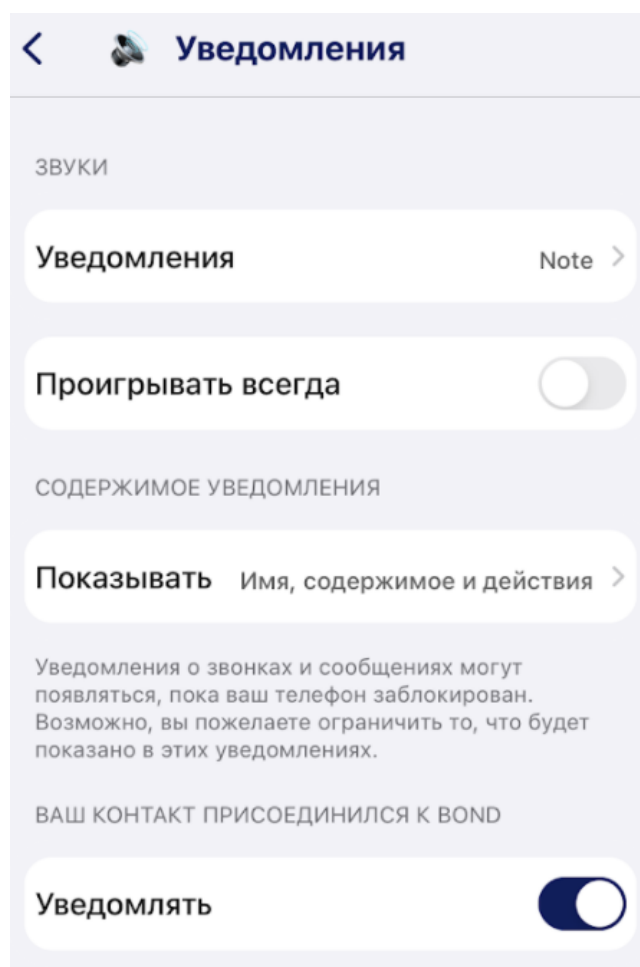 Уведомления
ЗВУКИ
Уведомления Note
Проигрывать всегда
СОДЕРЖИМОЕ УВЕДОМЛЕНИЯ
Показывать Имя, содержимое и действия
Уведомления о звонках и сообщениях могут
появляться, пока ваш телефон заблокирован.
Возможно, вы пожелаете ограничить то, что будет
показано в этих уведомлениях.
ВАШ КОНТАКТ ПРИСОЕДИНИЛСЯ К BOND
Уведомлять